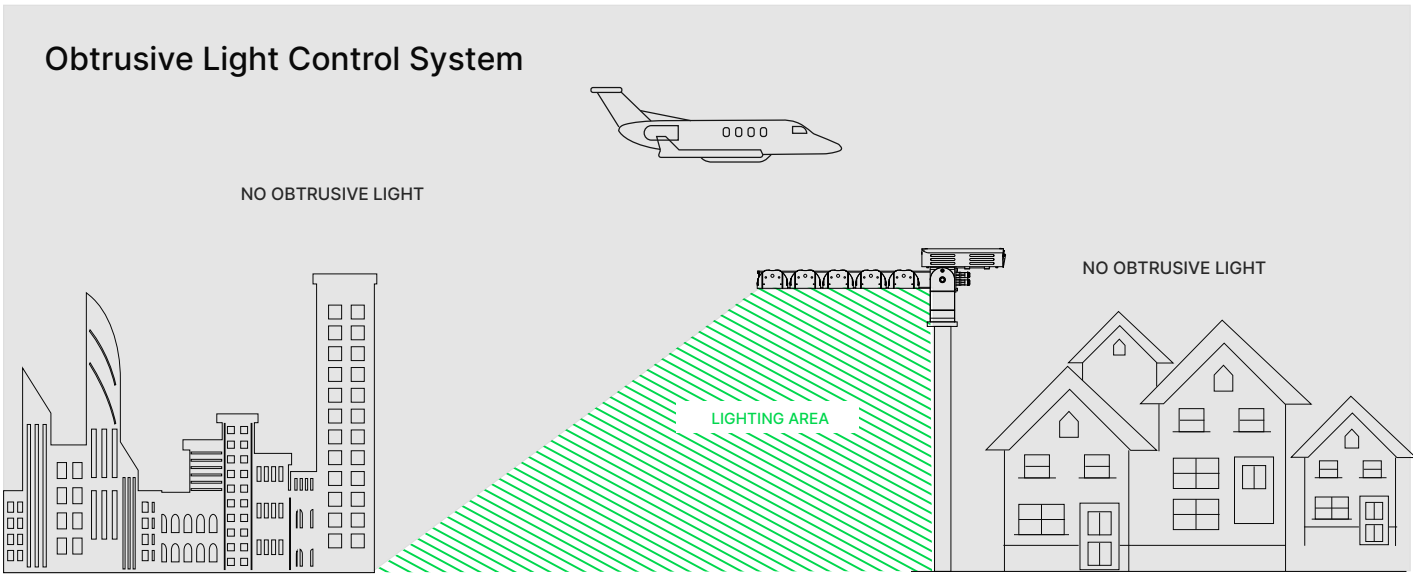 Obtrusive Light Control System
NO OBTRUSIVE LIGHT
NO OBTRUSIVE LIGHT
LIGHTING AREA